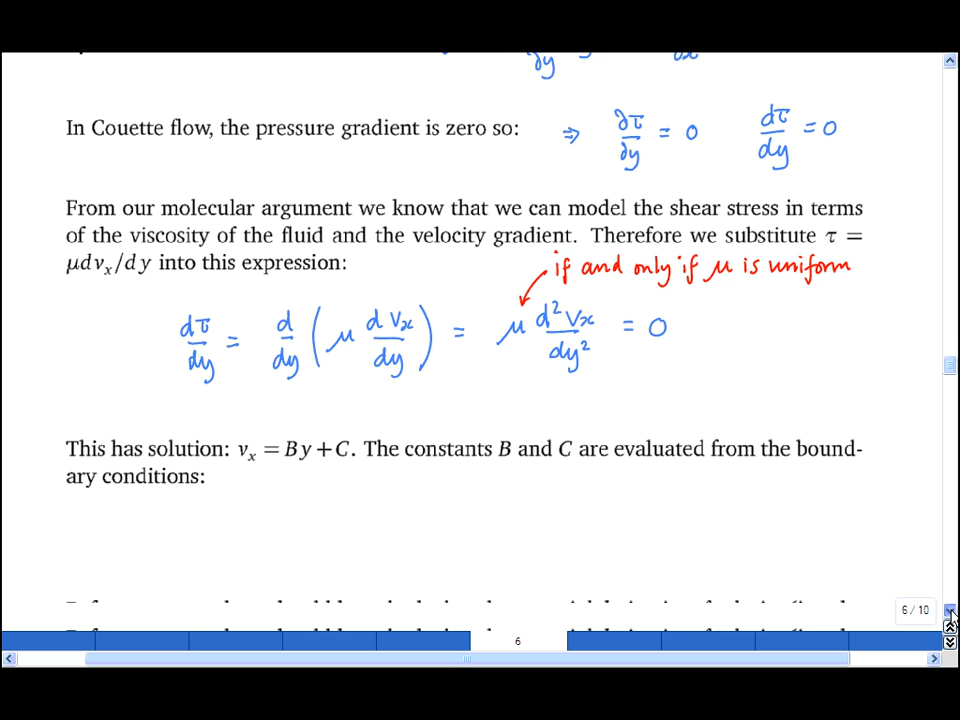 ∂y ∂x
In Couette flow, the pressure gradient is zero so: ⇒ ∂τ/∂y = 0 dτ/dy = 0
From our molecular argument we know that we can model the shear stress in terms
of the viscosity of the fluid and the velocity gradient. Therefore we substitute τ =
μdvₓ/dy into this expression:
if and only if μ is uniform
dτ/dy = d/dy (μ dvₓ/dy) = μ d²vₓ/dy² = 0
This has solution: vₓ = By + C. The constants B and C are evaluated from the bound-
ary conditions:
6 / 10
6